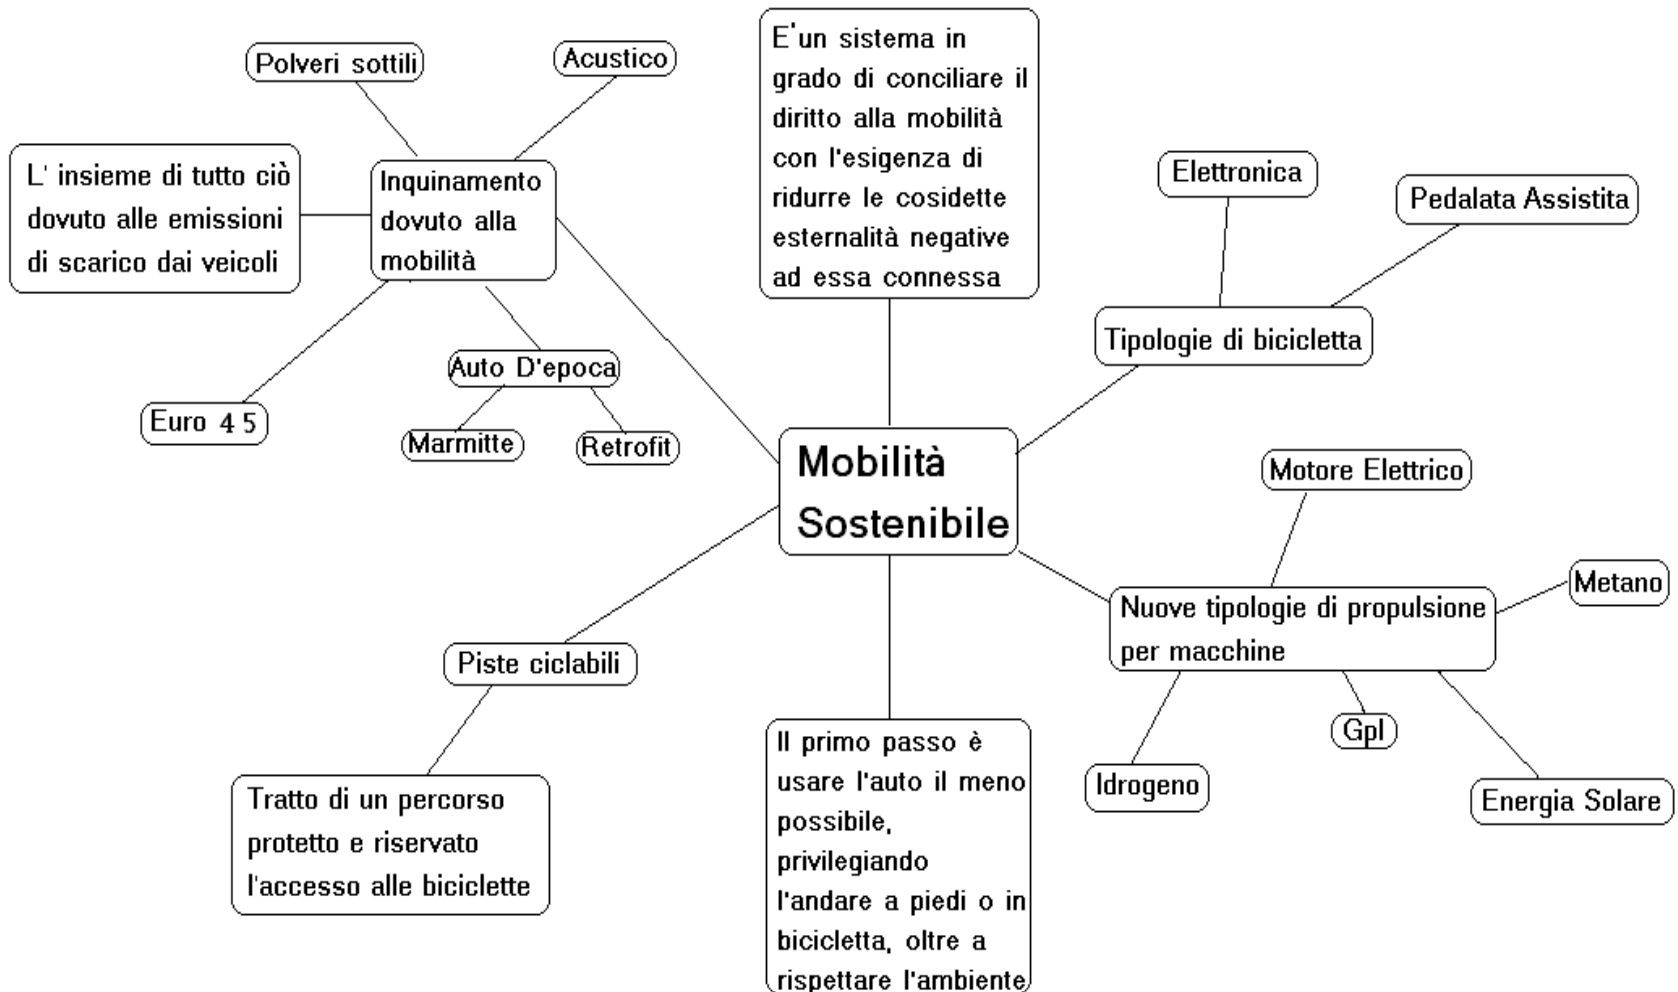 Polveri sottili
Acustico
L' insieme di tutto ciò
dovuto alle emissioni
di scarico dai veicoli
Inquinamento
dovuto alla
mobilità
Euro 4 5
Auto D'epoca
Marmitte
Retrofit
E'un sistema in
grado di conciliare il
diritto alla mobilità
con l'esigenza di
ridurre le cosidette
esternalità negative
ad essa connessa
Elettronica
Pedalata Assistita
Tipologie di bicicletta
Mobilità
Sostenibile
Motore Elettrico
Metano
Nuove tipologie di propulsione
per macchine
Gpl
Idrogeno
Energia Solare
Piste ciclabili
Tratto di un percorso
protetto e riservato
l'accesso alle biciclette
Il primo passo è
usare l'auto il meno
possibile,
privilegiando
l'andare a piedi o in
bicicletta, oltre a
rispettare l'ambiente